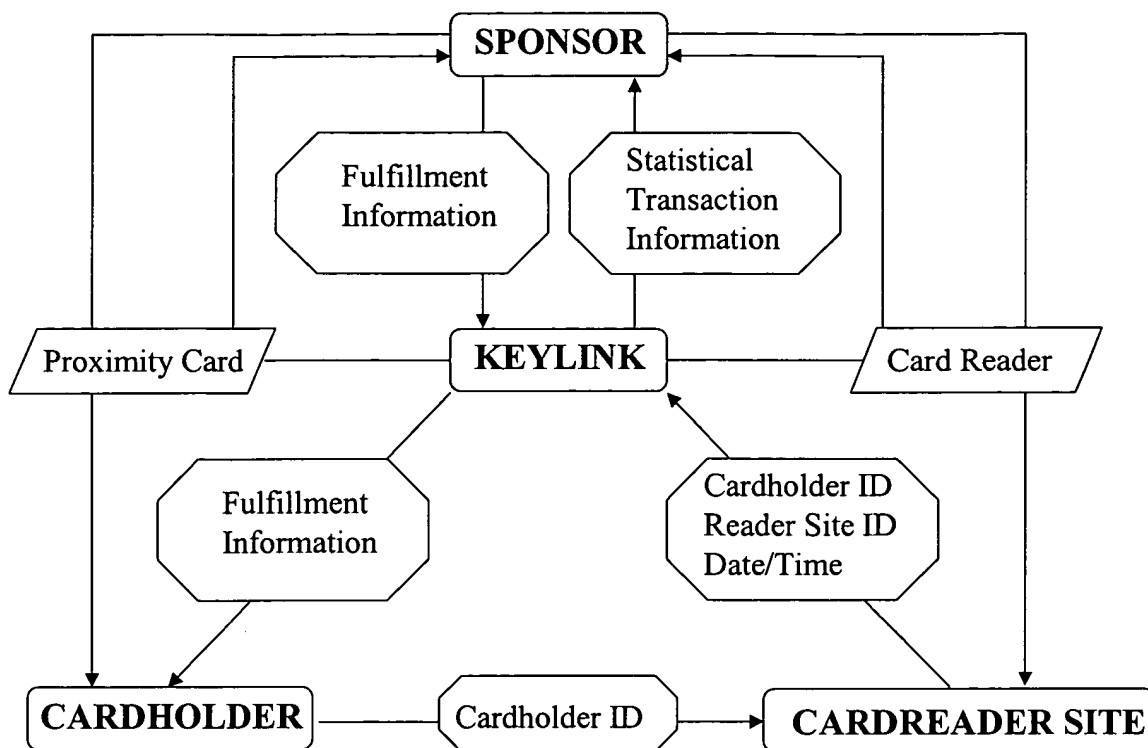 SPONSOR
Fulfillment
Information
Statistical
Transaction
Information
Proximity Card
KEYLINK
Card Reader
Fulfillment
Information
Cardholder ID
Reader Site ID
Date/Time
CARDHOLDER
Cardholder ID
CARDREADER SITE